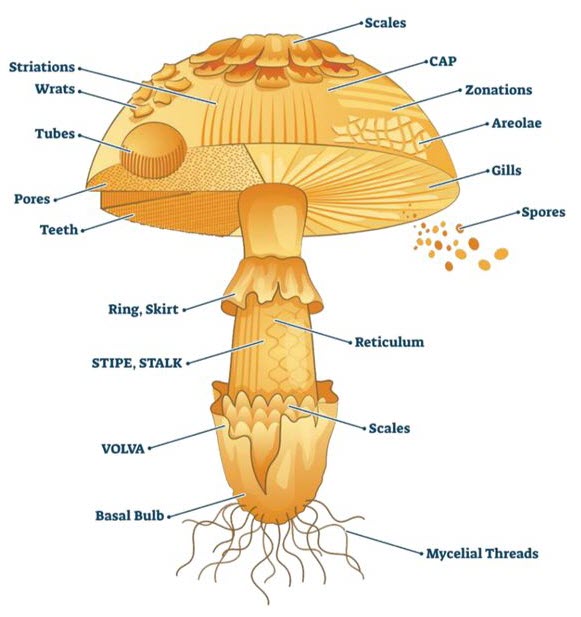 Scales
CAP
Striations
Wrats
Zonations
Areolae
Tubes
Gills
Pores
Spores
Teeth
Ring, Skirt
Reticulum
STIPE, STALK
Scales
VOLVA
Basal Bulb
Mycelial Threads